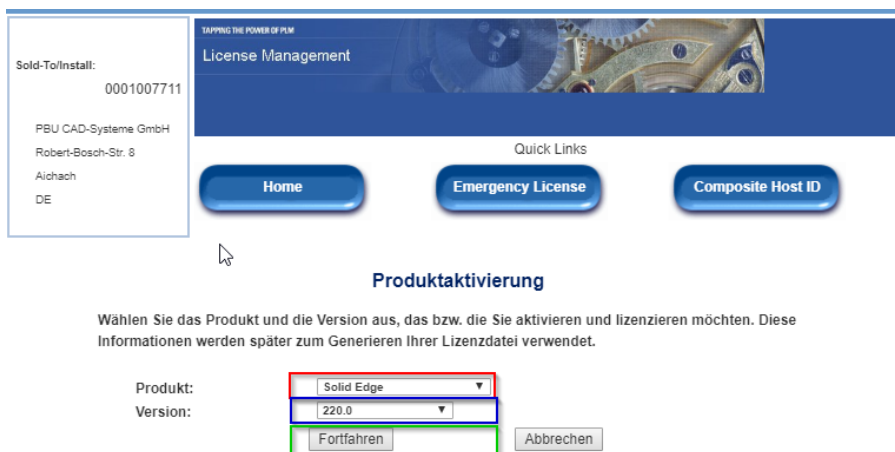 TAPPING THE POWER OF PLM
License Management
Sold-To/Install:
0001007711
PBU CAD-Systeme GmbH
Robert-Bosch-Str. 8
Aichach
DE
Quick Links
Home
Emergency License
Composite Host ID
Produktaktivierung
Wählen Sie das Produkt und die Version aus, das bzw. die Sie aktivieren und lizenzieren möchten. Diese
Informationen werden später zum Generieren Ihrer Lizenzdatei verwendet.
Produkt: Solid Edge
Version: 220.0
Fortfahren Abbrechen